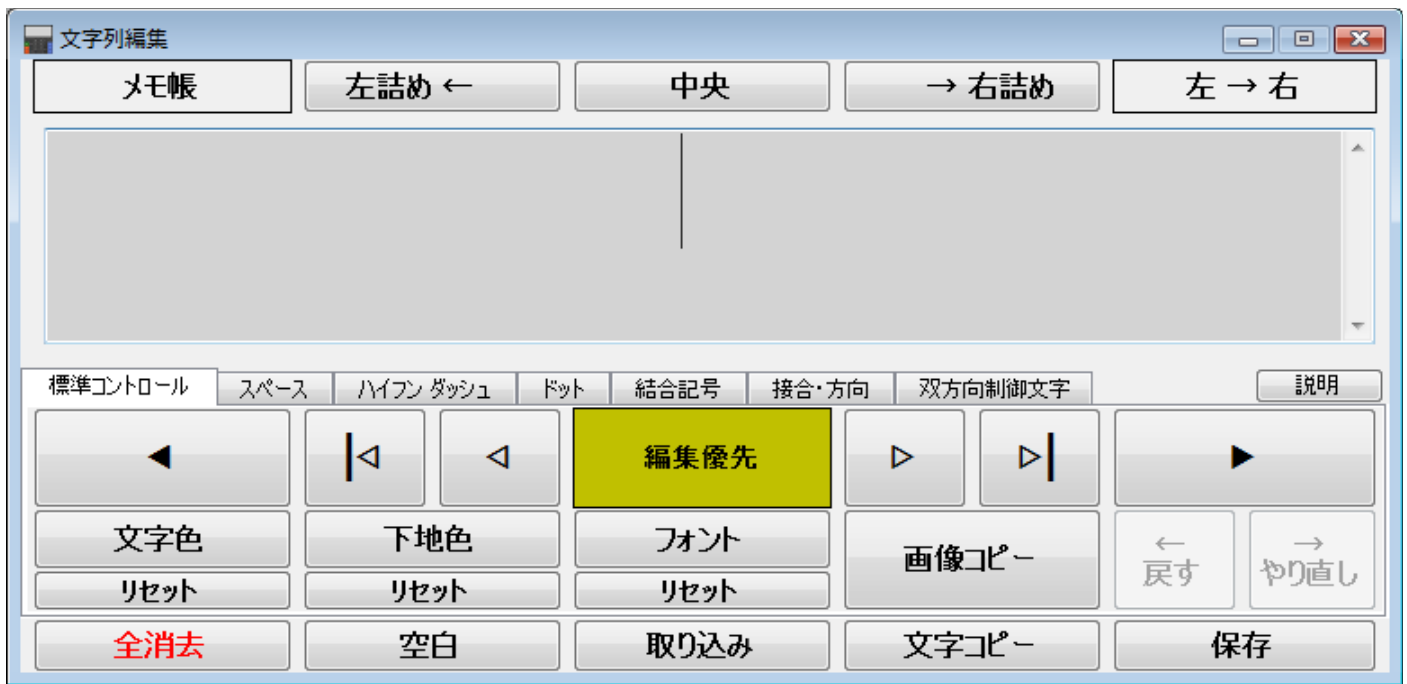 文字列編集
メモ帳 左詰め ← 中央 → 右詰め 左 → 右
標準コントロール スペース ハイフン ダッシュ ドット 結合記号 接合・方向 双方向制御文字 説明
◀ |◁ ◁ 編集優先 ▷ ▷| ▶
文字色 下地色 フォント 画像コピー ← 戻す → やり直し
リセット リセット リセット
全消去 空白 取り込み 文字コピー 保存